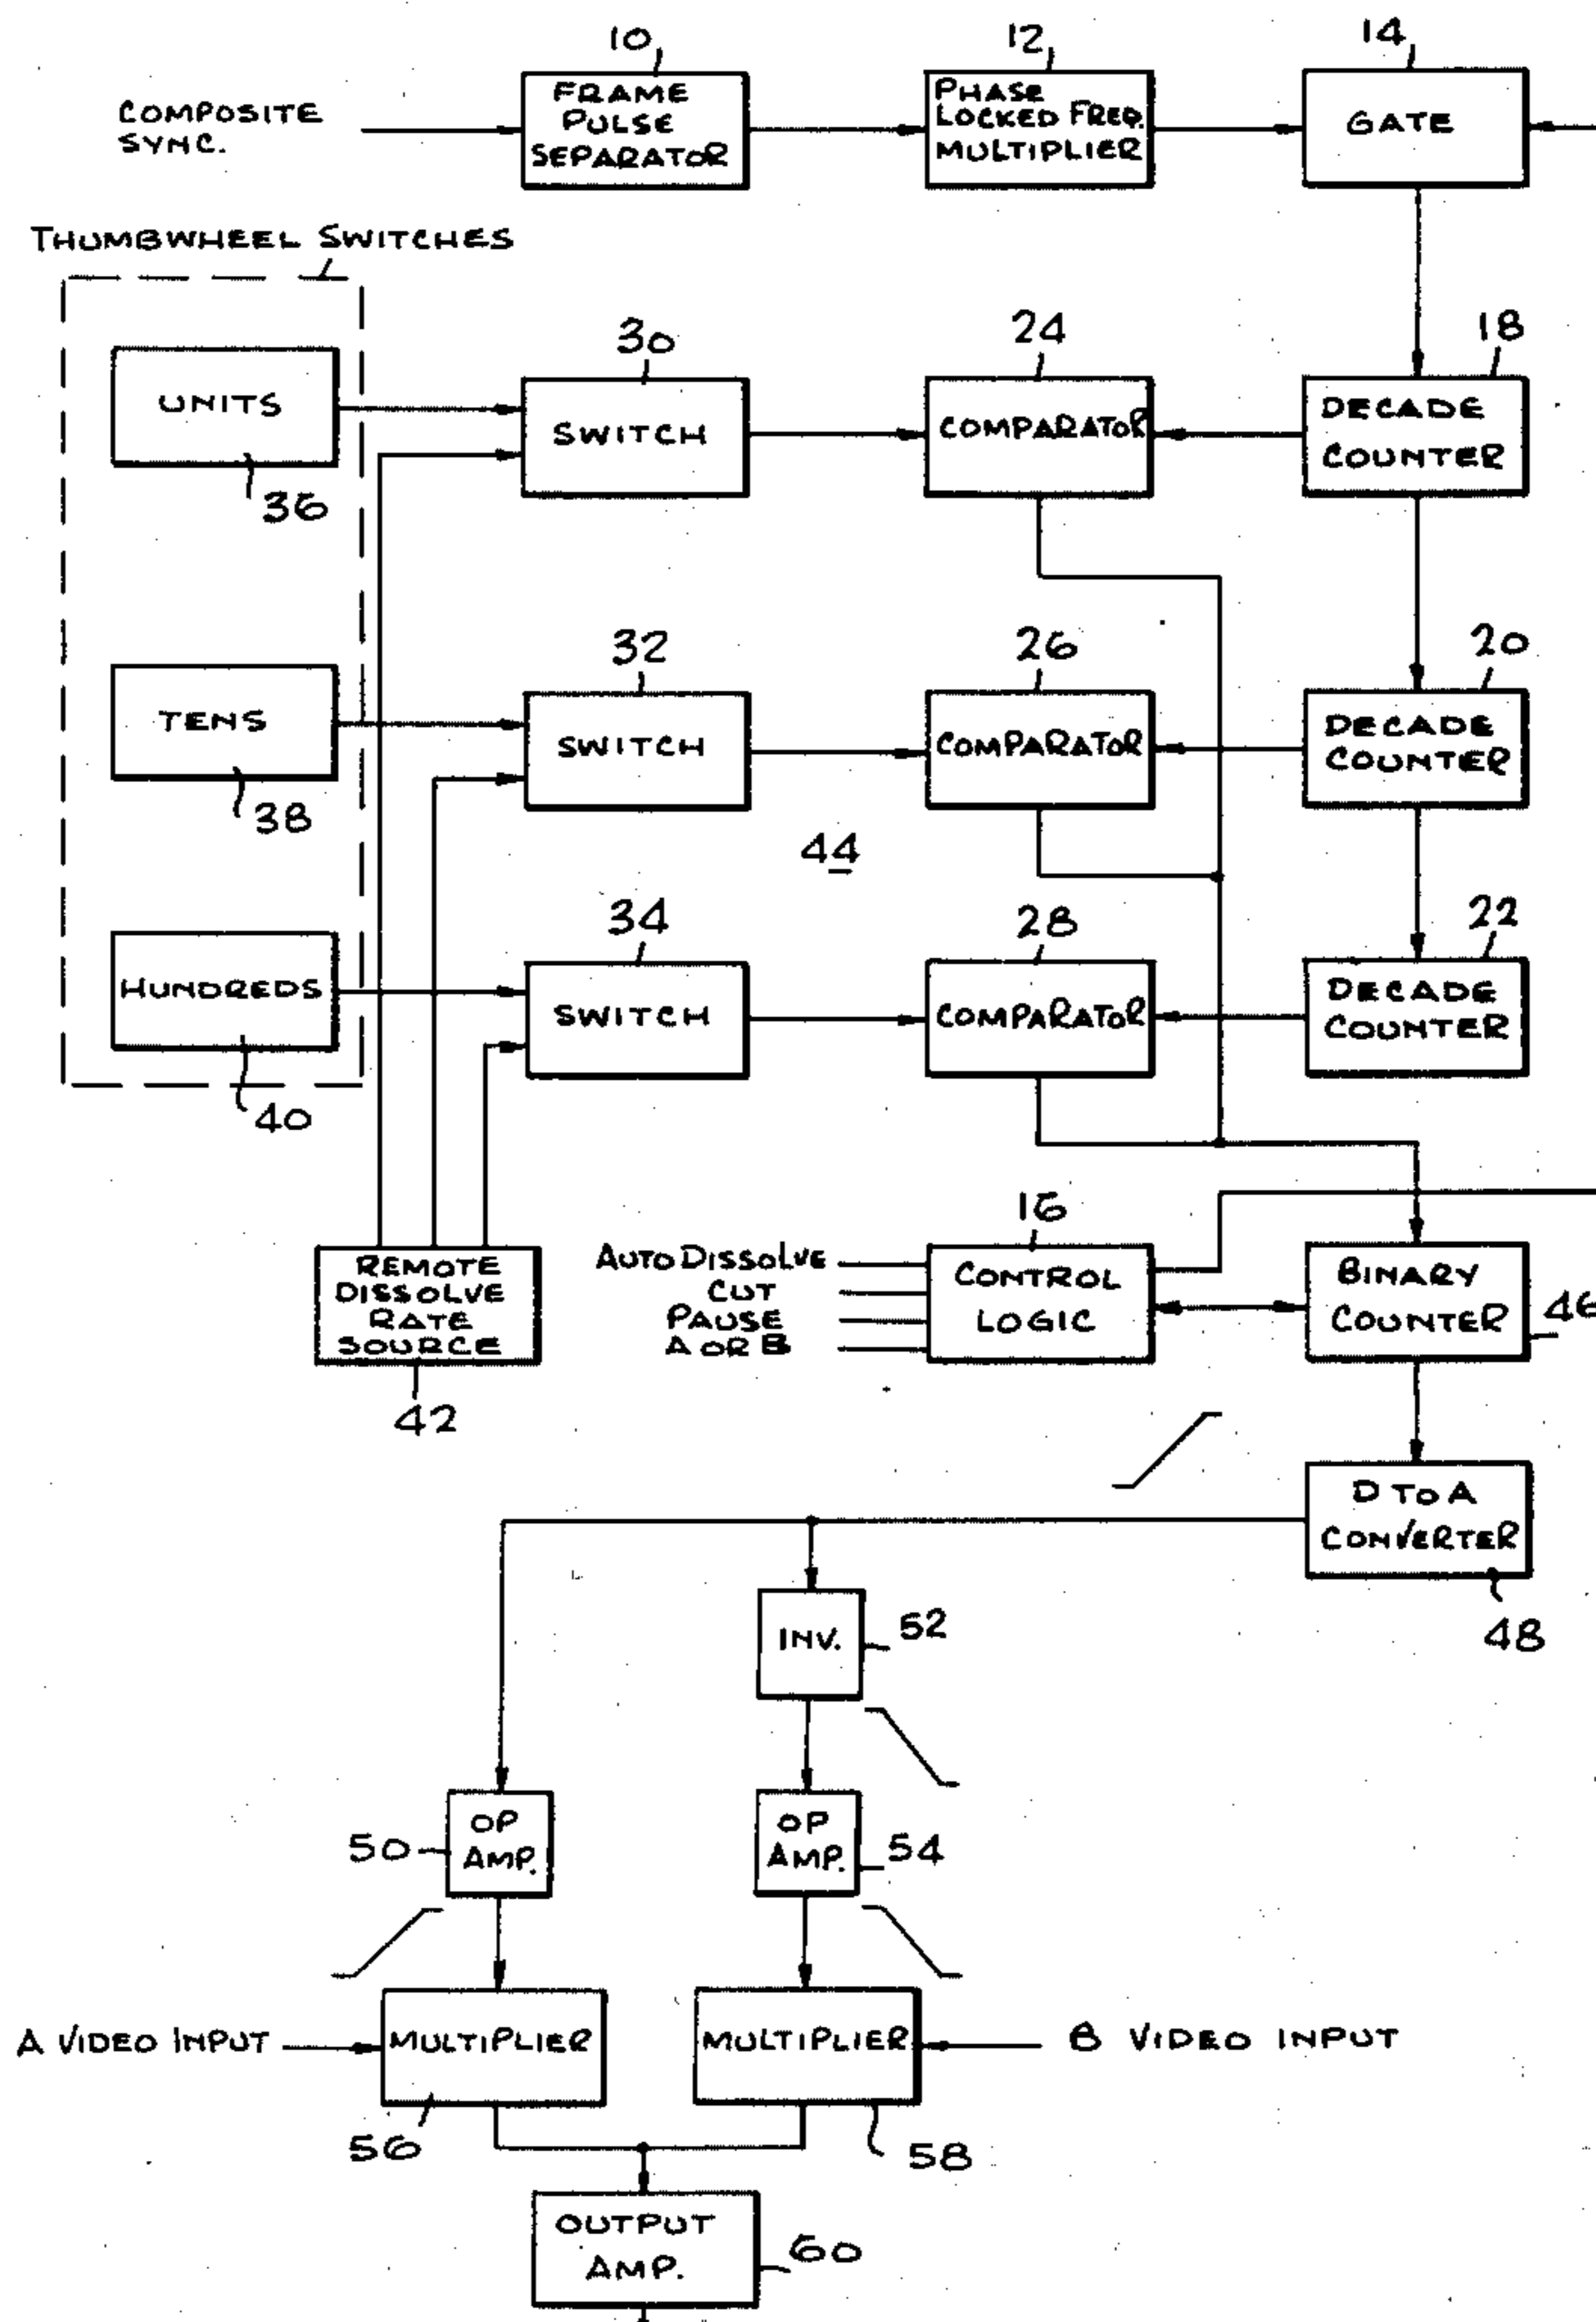 10
12
14
COMPOSITE
SYNC.
FRAME
PULSE
SEPARATOR
PHASE
LOCKED FREQ.
MULTIPLIER
GATE
THUMBWHEEL SWITCHES
30
24
18
UNITS
SWITCH
COMPARATOR
DECADE
COUNTER
36
32
26
20
TENS
SWITCH
COMPARATOR
DECADE
COUNTER
38
44
34
28
22
HUNDREDS
SWITCH
COMPARATOR
DECADE
COUNTER
40
16
REMOTE
DISSOLVE
RATE
SOURCE
42
AUTO DISSOLVE
CUT
PAUSE
A OR B
CONTROL
LOGIC
BINARY
COUNTER
46
D TO A
CONVERTER
48
INV.
52
50
OP
AMP.
OP
AMP.
54
A VIDEO INPUT
MULTIPLIER
MULTIPLIER
B VIDEO INPUT
56
58
OUTPUT
AMP.
60